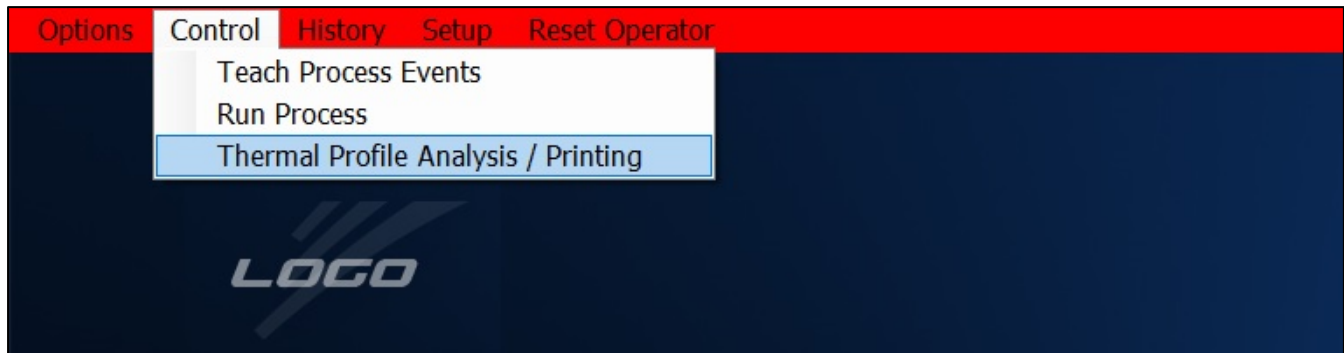 Options Control History Setup Reset Operator
Teach Process Events
Run Process
Thermal Profile Analysis / Printing
LOGO